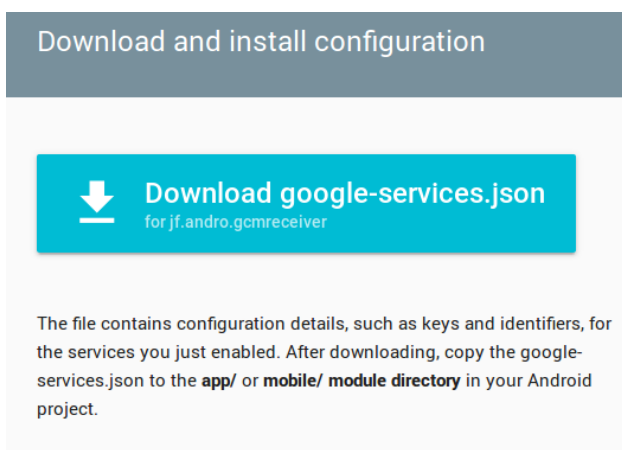 Download and install configuration
Download google-services.json
for jf.andro.gcmreceiver
The file contains configuration details, such as keys and identifiers, for
the services you just enabled. After downloading, copy the google-
services.json to the app/ or mobile/ module directory in your Android
project.